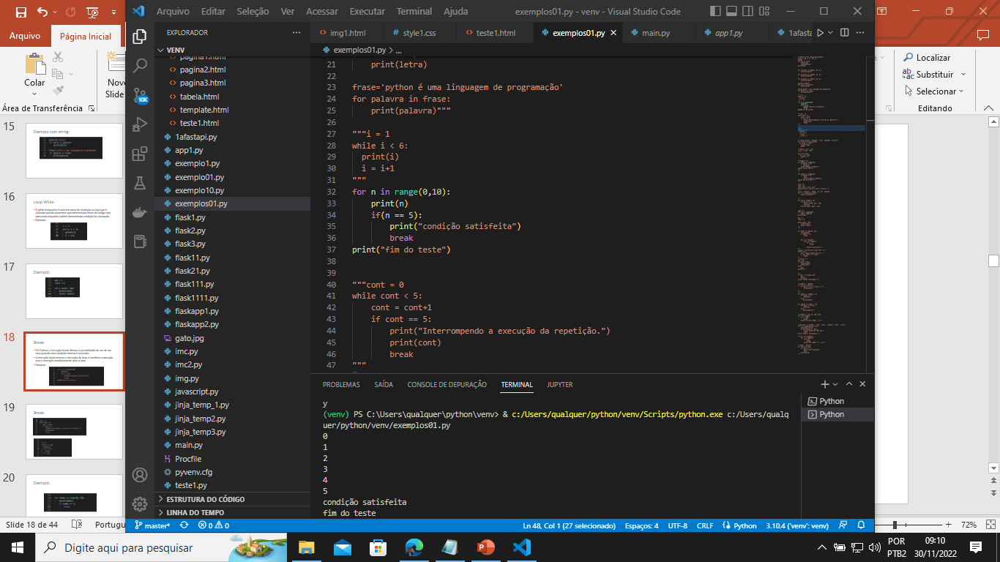 Arquivo
Página Inicial
Colar
Novo
Slide
Área de Transferência
15
Exemplo com string:
16
Loop While:
17
Exemplo:
18
Break:
19
Break:
20
Exemplo:
Slide 18 de 44
Portugu
Arquivo Editar Seleção Ver Acessar Executar Terminal Ajuda
exemplos01.py - venv - Visual Studio Code
EXPLORADOR
VENV
pagina1.html
pagina2.html
pagina3.html
tabela.html
template.html
teste1.html
1afastapi.py
app1.py
exemplo1.py
exemplo01.py
exemplo10.py
exemplos01.py
flask1.py
flask2.py
flask3.py
flask11.py
flask21.py
flask111.py
flask1111.py
flaskapp1.py
flaskapp2.py
gato.jpg
imc.py
imc2.py
img.py
javascript.py
jinja_temp_1.py
jinja_temp2.py
jinja_temp3.py
main.py
Procfile
pyvenv.cfg
teste1.py
ESTRUTURA DO CÓDIGO
LINHA DO TEMPO
10K
img1.html
style1.css
teste1.html
exemplos01.py
main.py
app1.py
1afasta
exemplos01.py > ...
21 print(letra)
22
23 frase='python é uma linguagem de programação'
24 for palavra in frase:
25 print(palavra)"""
26
27 """i = 1
28 while i < 6:
29 print(i)
30 i = i+1
31 """
32 for n in range(0,10):
33 print(n)
34 if(n == 5):
35 print("condição satisfeita")
36 break
37 print("fim do teste")
38
39
40 """cont = 0
41 while cont < 5:
42 cont = cont+1
43 if cont == 5:
44 print("Interrompendo a execução da repetição.")
45 print(cont)
46 break
47 """
PROBLEMAS SAÍDA CONSOLE DE DEPURAÇÃO TERMINAL JUPYTER
y
(venv) PS C:\Users\qualquer\python\venv> & c:/Users/qualquer/python/venv/Scripts/python.exe c:/Users/qualq
uer/python/venv/exemplos01.py
0
1
2
3
4
5
condição satisfeita
fim do teste
Python
Python
master*
0 0
Ln 48, Col 1 (27 selecionado)
Espaços: 4
UTF-8
CRLF
Python
3.10.4 ('venv': venv)
Localizar
Substituir
Selecionar
Editando
72%
Digite aqui para pesquisar
POR
PTB2
09:10
30/11/2022